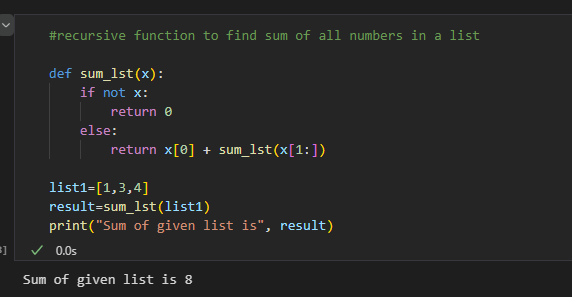 #recursive function to find sum of all numbers in a list
def sum_lst(x):
    if not x:
        return 0
    else:
        return x[0] + sum_lst(x[1:])
list1=[1,3,4]
result=sum_lst(list1)
print("Sum of given list is", result)
0.0s
Sum of given list is 8